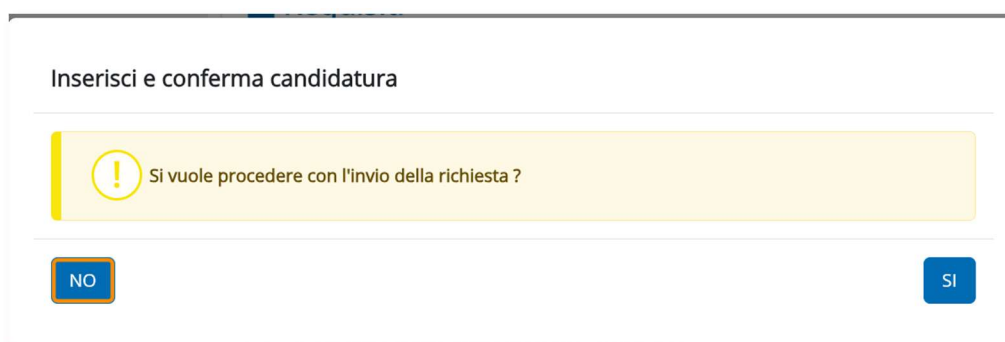 Inserisci e conferma candidatura
Si vuole procedere con l'invio della richiesta ?
NO
SI